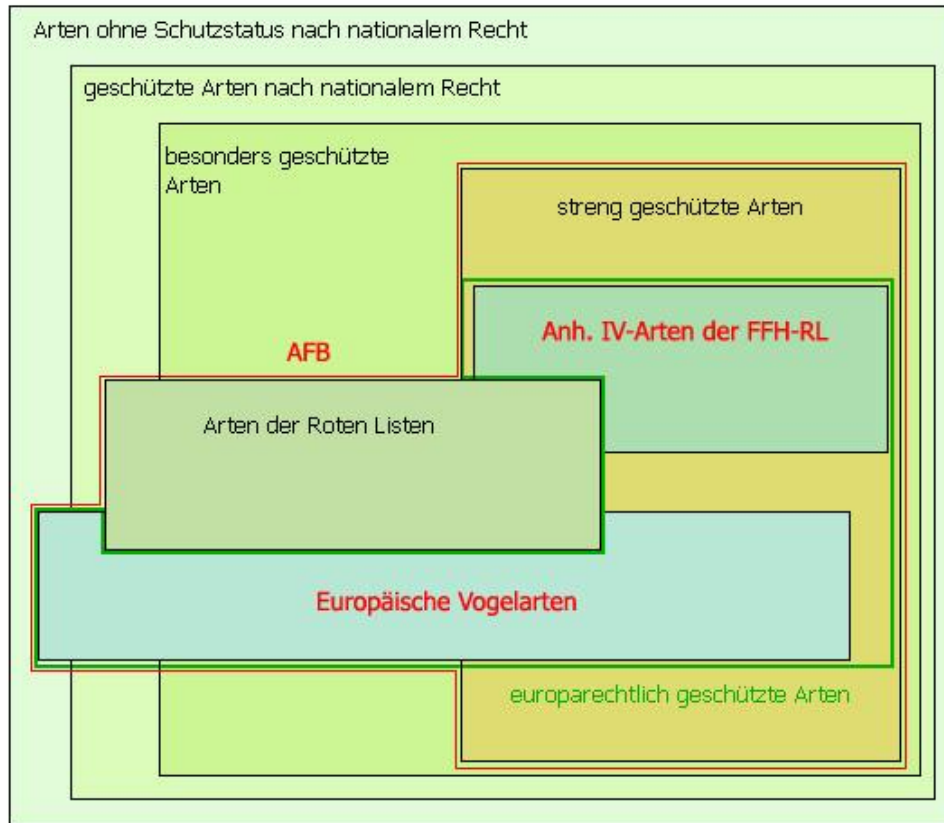 Arten ohne Schutzstatus nach nationalem Recht
geschützte Arten nach nationalem Recht
besonders geschützte
Arten
streng geschützte Arten
Anh. IV-Arten der FFH-RL
AFB
Arten der Roten Listen
Europäische Vogelarten
europarechtlich geschützte Arten